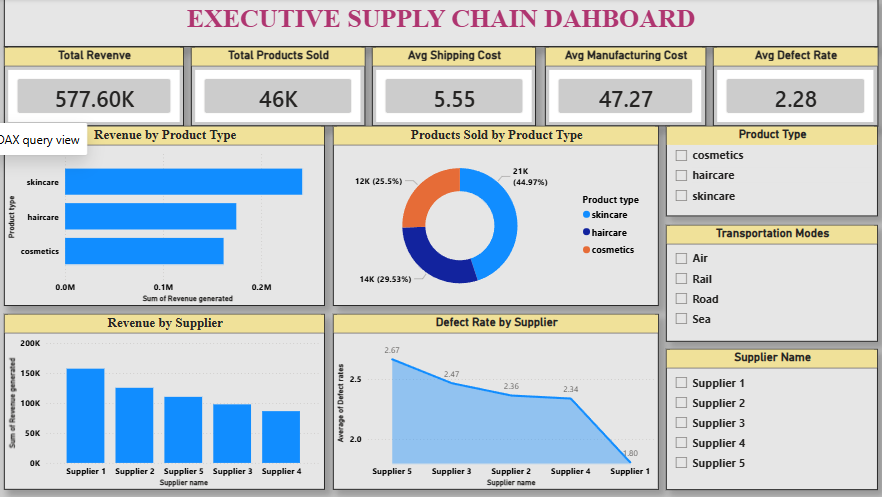 EXECUTIVE SUPPLY CHAIN DAHBOARD
Total Revenve
Total Products Sold
Avg Shipping Cost
Avg Manufacturing Cost
Avg Defect Rate
577.60K
46K
5.55
47.27
2.28
DAX query view
Revenue by Product Type
Product type
skincare
haircare
cosmetics
0.0M
0.1M
0.2M
Sum of Revenue generated
Products Sold by Product Type
12K (25.5%)
21K
(44.97%)
14K (29.53%)
Product type
skincare
haircare
cosmetics
Product Type
cosmetics
haircare
skincare
Transportation Modes
Air
Rail
Road
Sea
Revenue by Supplier
Sum of Revenue generated
200K
150K
100K
50K
0K
Supplier 1
Supplier 2
Supplier 5
Supplier 3
Supplier 4
Supplier name
Defect Rate by Supplier
Average of Defect rates
2.5
2.0
2.67
2.47
2.36
2.34
1.80
Supplier 5
Supplier 3
Supplier 2
Supplier 4
Supplier 1
Supplier name
Supplier Name
Supplier 1
Supplier 2
Supplier 3
Supplier 4
Supplier 5